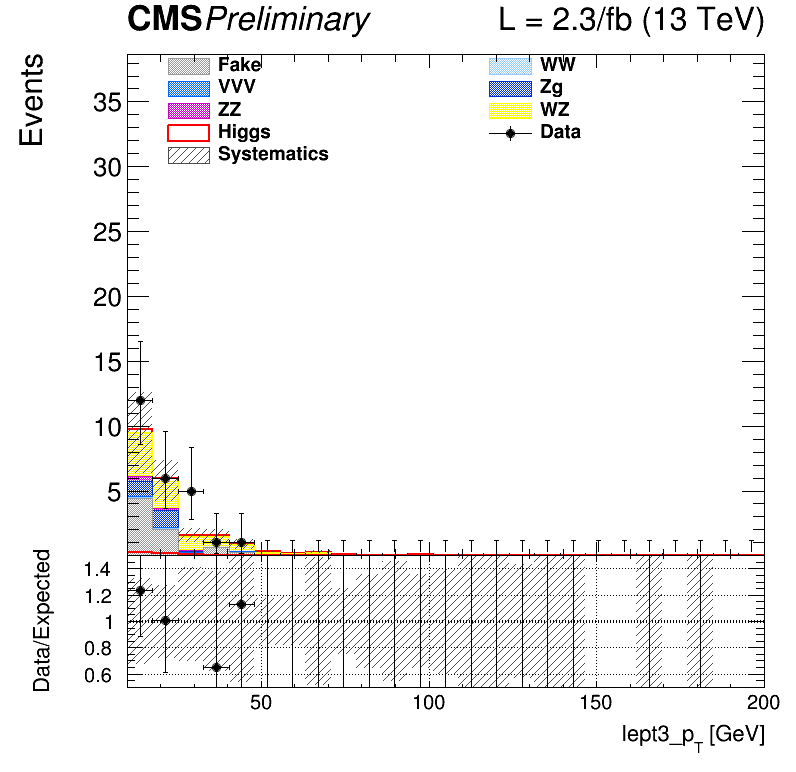 CMS Preliminary L = 2.3/fb (13 TeV)
Events
Fake WW
VVV Zg
ZZ WZ
Higgs Data
Systematics
35
30
25
20
15
10
5
Data/Expected
1.4
1.2
1
0.8
0.6
50 100 150 200
lept3_p_T [GeV]